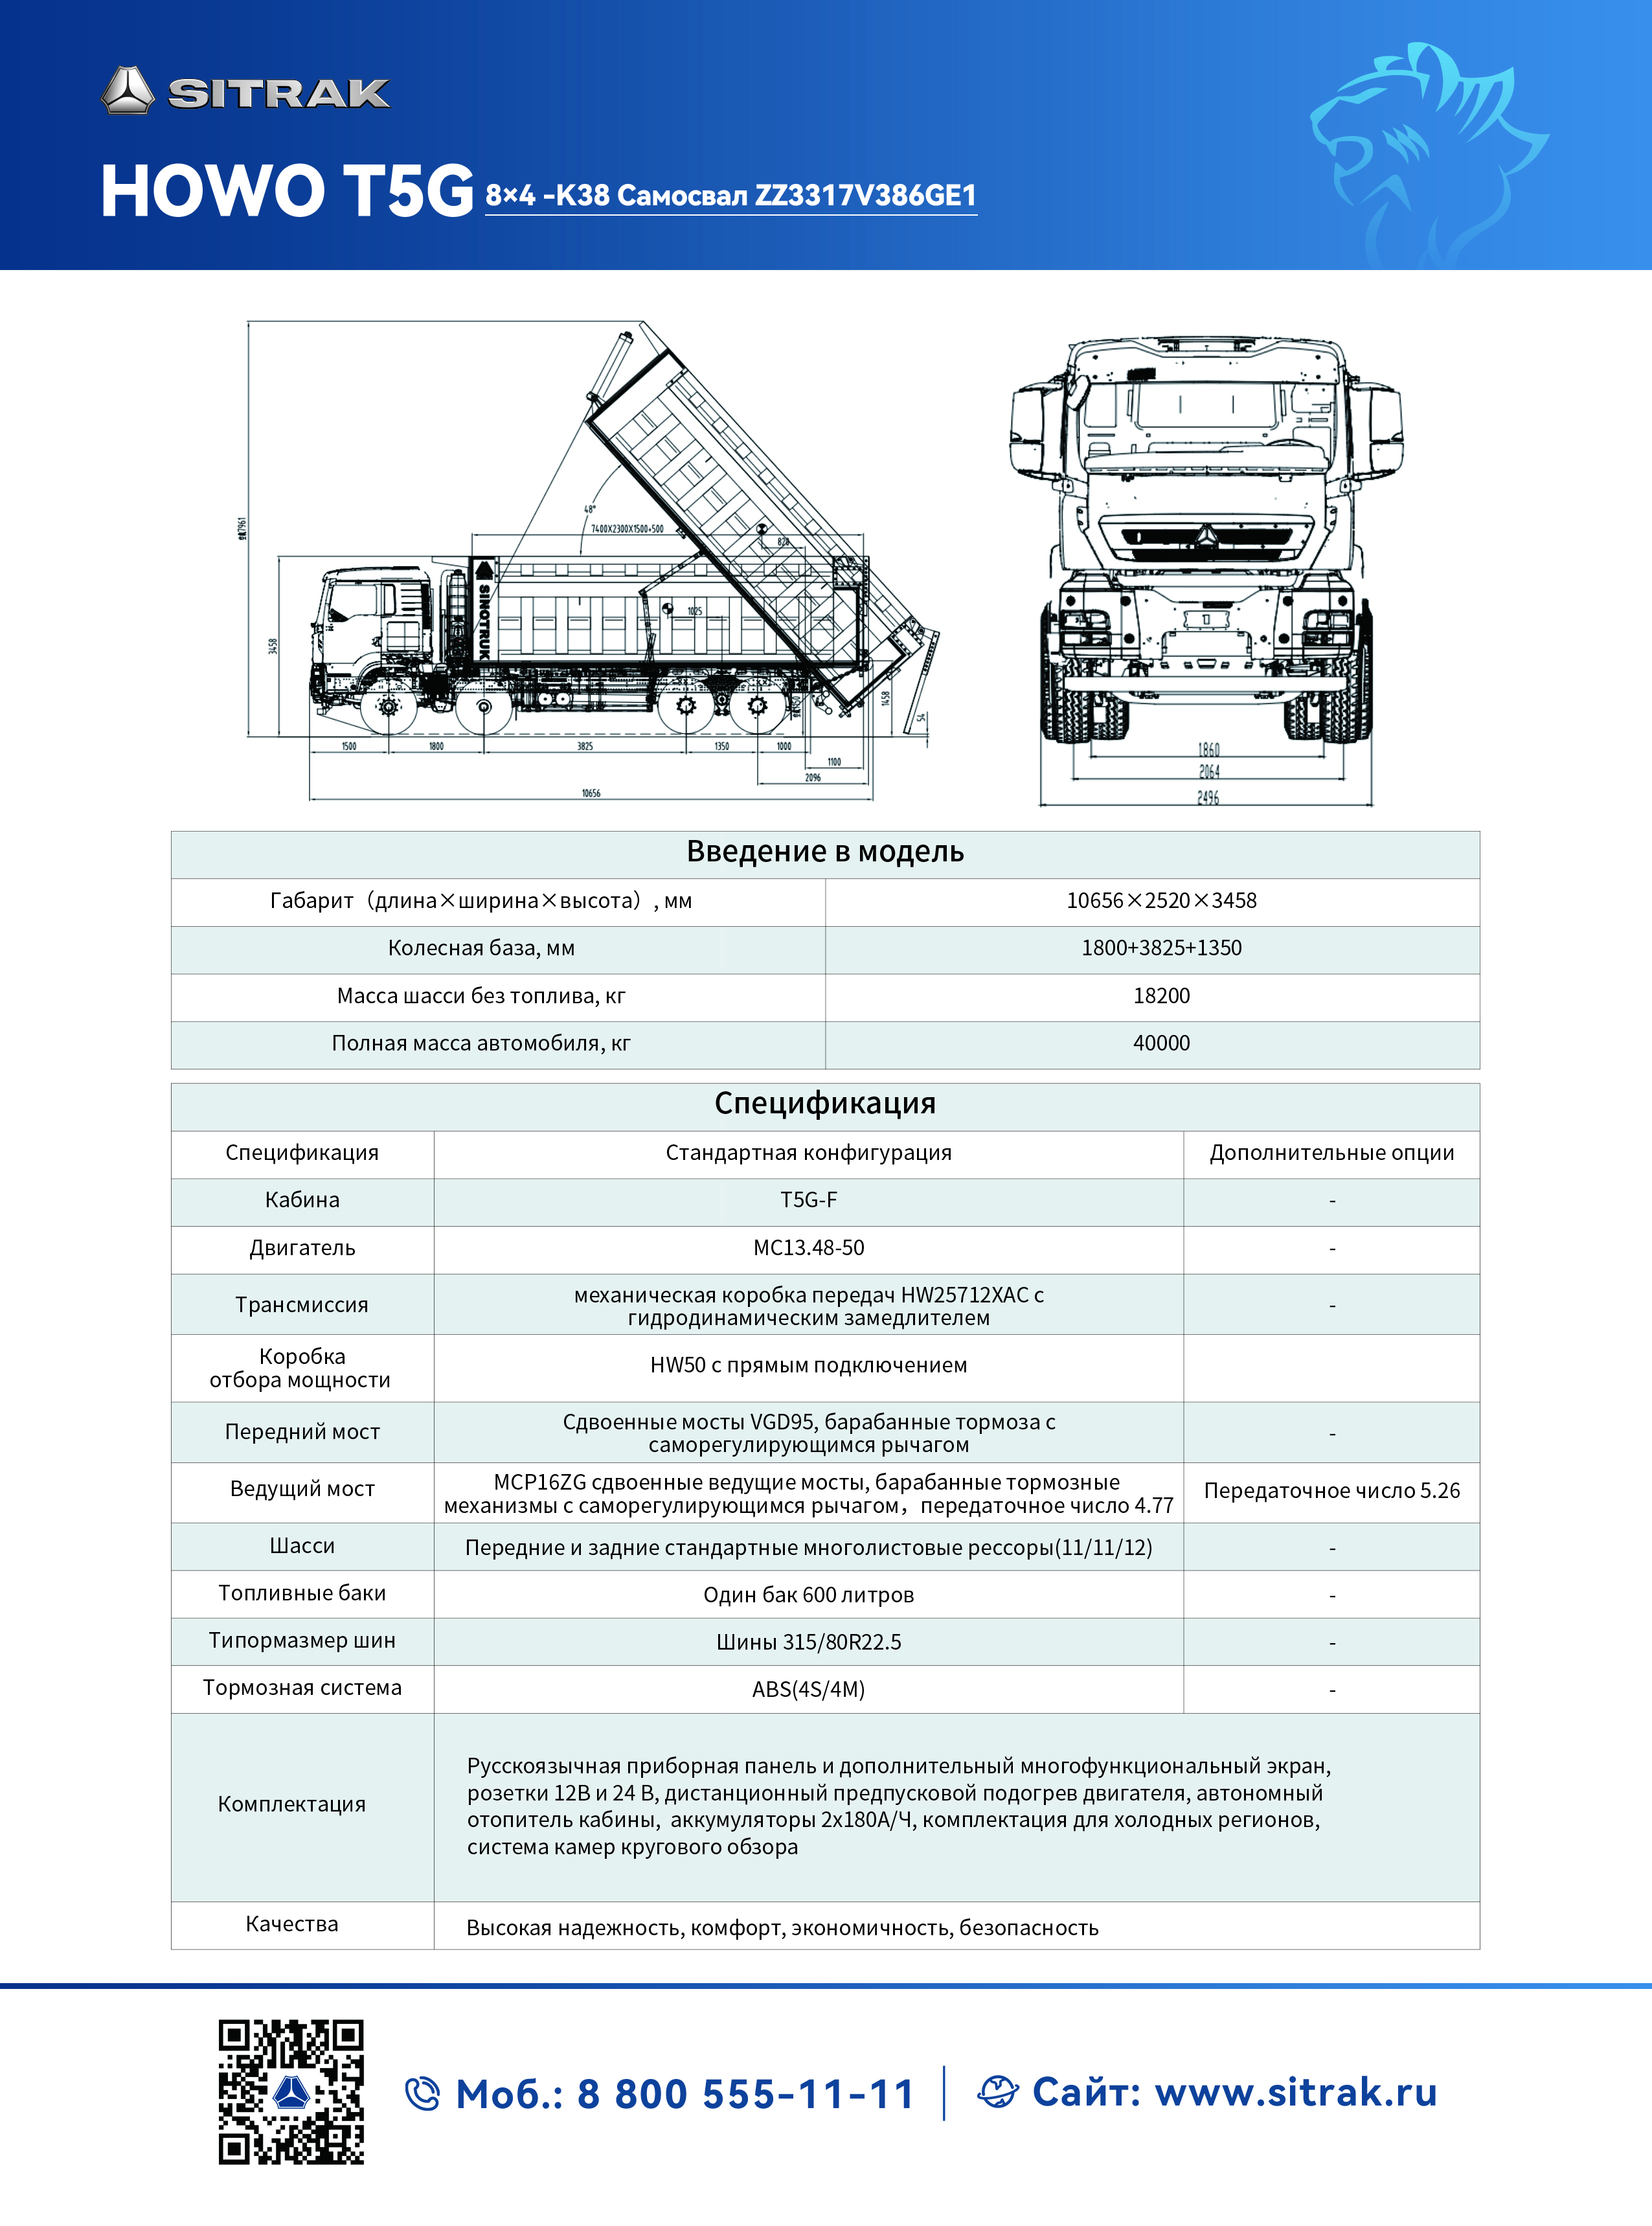 SITRAK
HOWO T5G 8×4 -K38 Самосвал ZZ3317V386GE1
7961
3458
48°
7400X2300X1500+500
828
1025
SINOTRUK
1458
54
1500
1800
3825
1350
1000
1100
2096
10656
1860
2064
2496
Введение в модель
Габарит（длина×ширина×высота）, мм
10656×2520×3458
Колесная база, мм
1800+3825+1350
Масса шасси без топлива, кг
18200
Полная масса автомобиля, кг
40000
Спецификация
Спецификация
Стандартная конфигурация
Дополнительные опции
Кабина
T5G-F
-
Двигатель
MC13.48-50
-
Трансмиссия
механическая коробка передач HW25712XAC с
гидродинамическим замедлителем
-
Коробка
отбора мощности
HW50 с прямым подключением
Передний мост
Сдвоенные мосты VGD95, барабанные тормоза с
саморегулирующимся рычагом
-
Ведущий мост
MCP16ZG сдвоенные ведущие мосты, барабанные тормозные
механизмы с саморегулирующимся рычагом，передаточное число 4.77
Передаточное число 5.26
Шасси
Передние и задние стандартные многолистовые рессоры(11/11/12)
-
Топливные баки
Один бак 600 литров
-
Типормазмер шин
Шины 315/80R22.5
-
Тормозная система
ABS(4S/4M)
-
Комплектация
Русскоязычная приборная панель и дополнительный многофункциональный экран,
розетки 12В и 24 В, дистанционный предпусковой подогрев двигателя, автономный
отопитель кабины, аккумуляторы 2х180А/Ч, комплектация для холодных регионов,
система камер кругового обзора
Качества
Высокая надежность, комфорт, экономичность, безопасность
Моб.: 8 800 555-11-11
Сайт: www.sitrak.ru